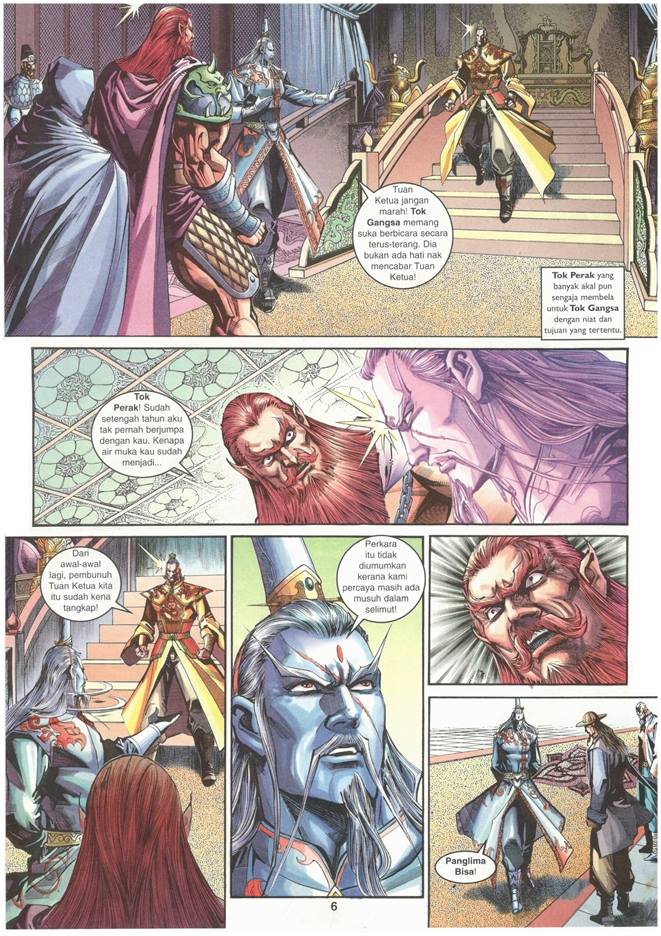 Tuan
Ketua jangan
marah! Tok
Gangsa memang
suka berbicara secara
terus-terang. Dia
bukan ada hati nak
mencabar Tuan
Ketua!
Tok Perak yang
banyak akal pun
sengaja membela
untuk Tok Gangsa
dengan niat dan
tujuan yang tertentu.
Tok
Perak! Sudah
setengah tahun aku
tak pernah berjumpa
dengan kau. Kenapa
air muka kau sudah
menjadi...
Dari
awal-awal
lagi, pembunuh
Tuan Ketua kita
itu sudah kena
tangkap!
Perkara
itu tidak
diumumkan
kerana kami
percaya masih ada
musuh dalam
selimut!
Panglima
Bisa!
6